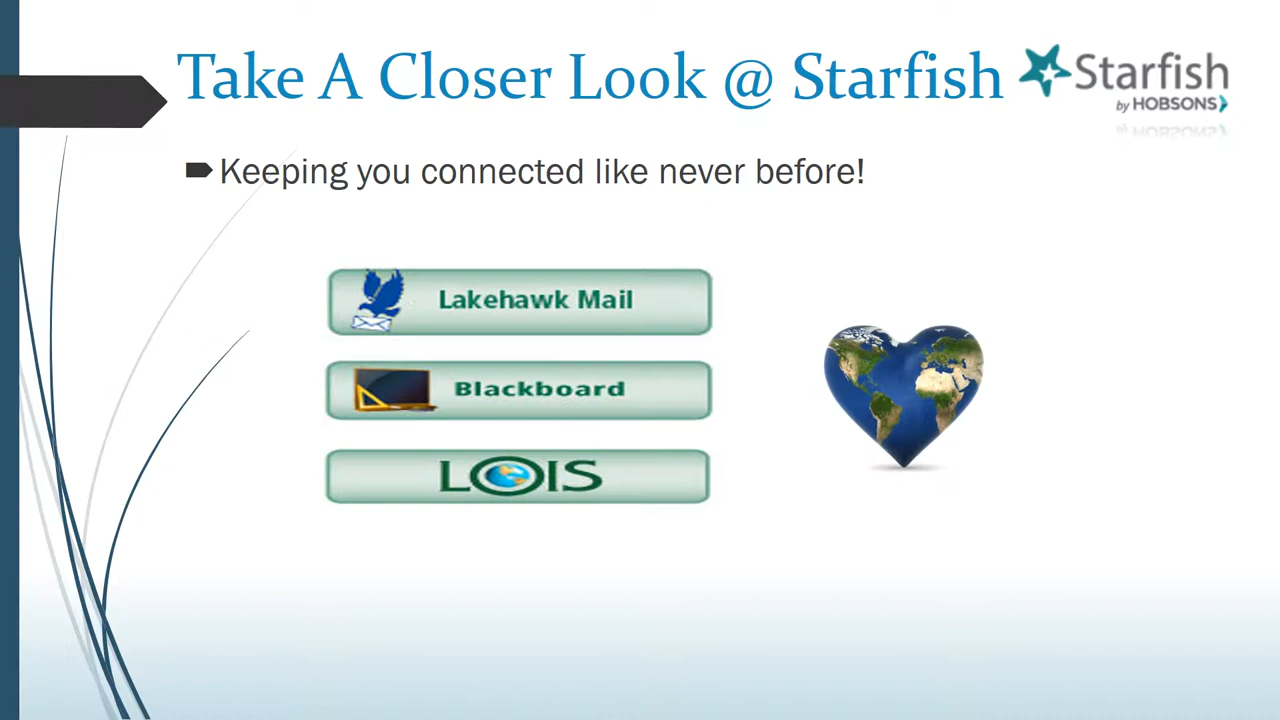 Take A Closer Look @ Starfish
Starfish
by HOBSONS
Keeping you connected like never before!
Lakehawk Mail
Blackboard
LOIS